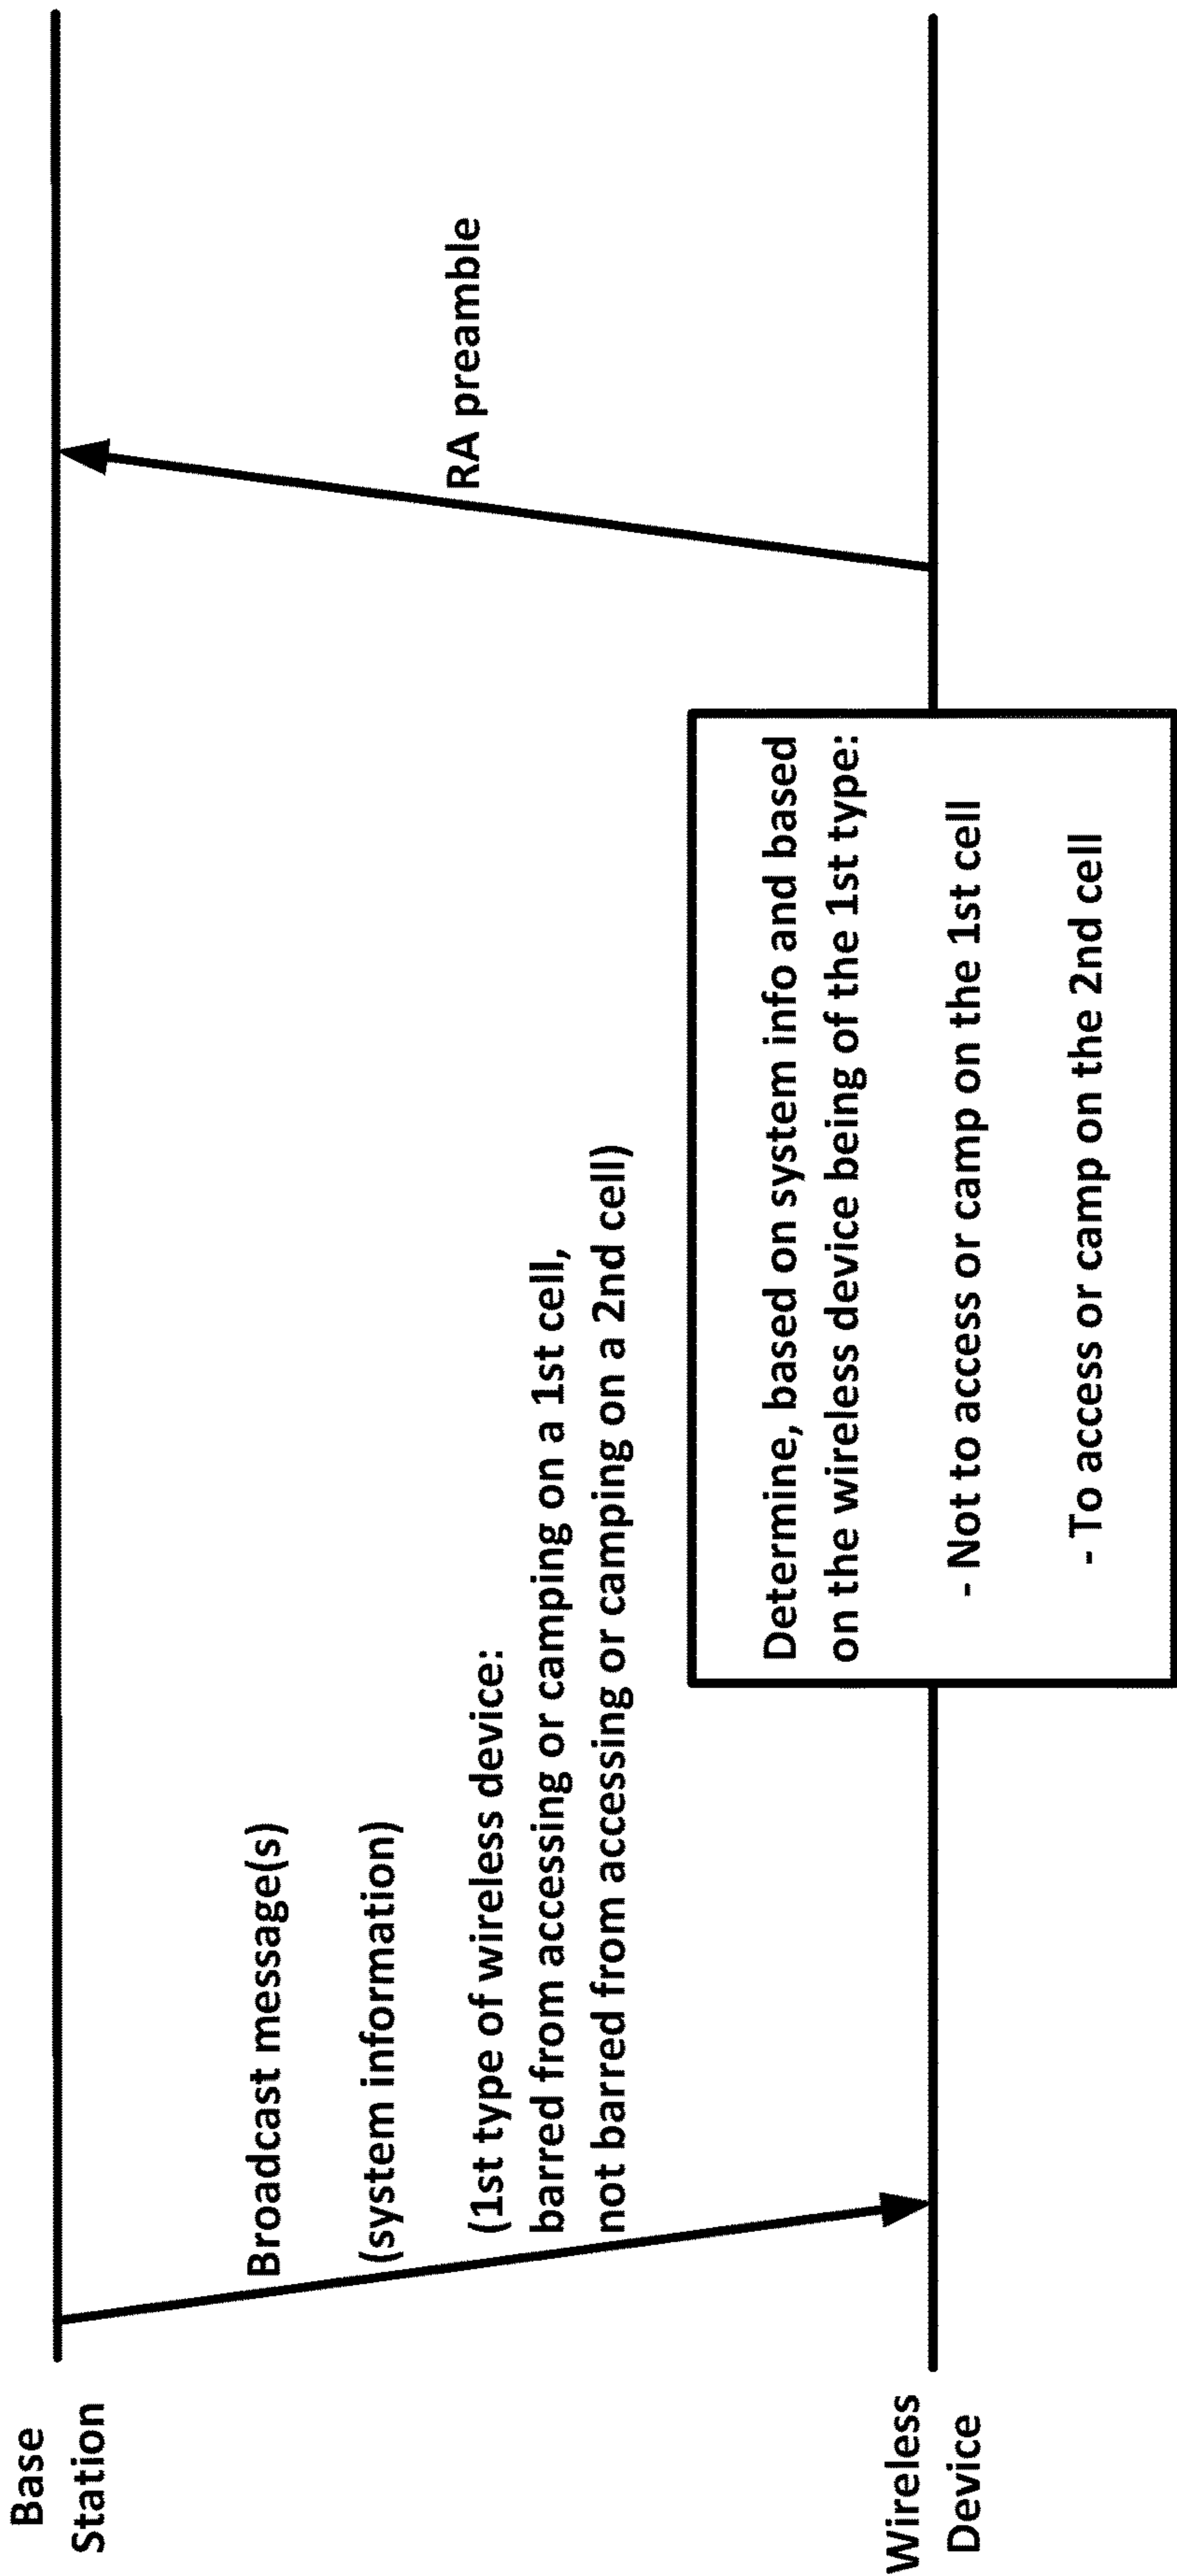 Base
Station
Broadcast message(s)
(system information)
(1st type of wireless device:
barred from accessing or camping on a 1st cell,
not barred from accessing or camping on a 2nd cell)
RA preamble
Wireless
Device
Determine, based on system info and based
on the wireless device being of the 1st type:
- Not to access or camp on the 1st cell
- To access or camp on the 2nd cell